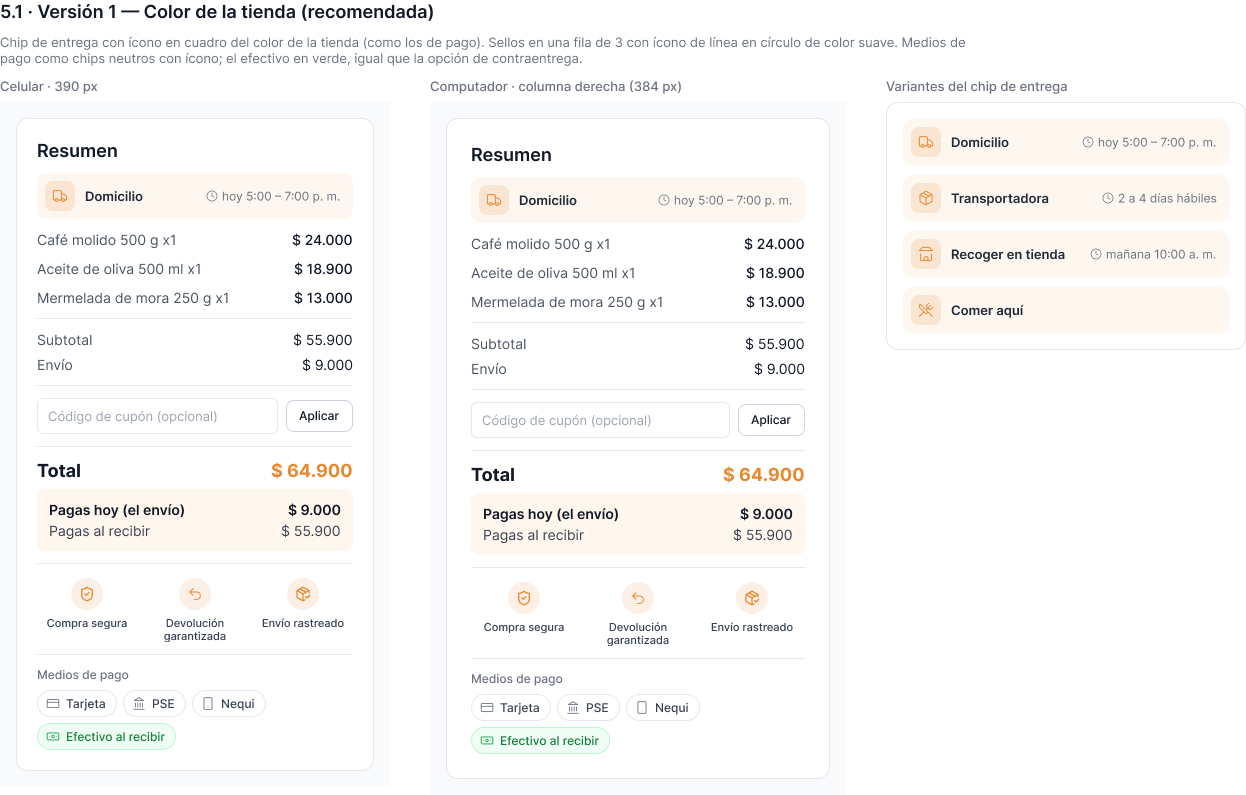 5.1 · Versión 1 — Color de la tienda (recomendada)
Chip de entrega con ícono en cuadro del color de la tienda (como los de pago). Sellos en una fila de 3 con ícono de línea en círculo de color suave. Medios de
pago como chips neutros con ícono; el efectivo en verde, igual que la opción de contraentrega.
Celular · 390 px
Resumen
Domicilio
hoy 5:00 – 7:00 p. m.
Café molido 500 g x1
$ 24.000
Aceite de oliva 500 ml x1
$ 18.900
Mermelada de mora 250 g x1
$ 13.000
Subtotal
$ 55.900
Envío
$ 9.000
Código de cupón (opcional)
Aplicar
Total
$ 64.900
Pagas hoy (el envío)
$ 9.000
Pagas al recibir
$ 55.900
Compra segura
Devolución
garantizada
Envío rastreado
Medios de pago
Tarjeta
PSE
Nequi
Efectivo al recibir
Computador · columna derecha (384 px)
Resumen
Domicilio
hoy 5:00 – 7:00 p. m.
Café molido 500 g x1
$ 24.000
Aceite de oliva 500 ml x1
$ 18.900
Mermelada de mora 250 g x1
$ 13.000
Subtotal
$ 55.900
Envío
$ 9.000
Código de cupón (opcional)
Aplicar
Total
$ 64.900
Pagas hoy (el envío)
$ 9.000
Pagas al recibir
$ 55.900
Compra segura
Devolución
garantizada
Envío rastreado
Medios de pago
Tarjeta
PSE
Nequi
Efectivo al recibir
Variantes del chip de entrega
Domicilio
hoy 5:00 – 7:00 p. m.
Transportadora
2 a 4 días hábiles
Recoger en tienda
mañana 10:00 a. m.
Comer aquí